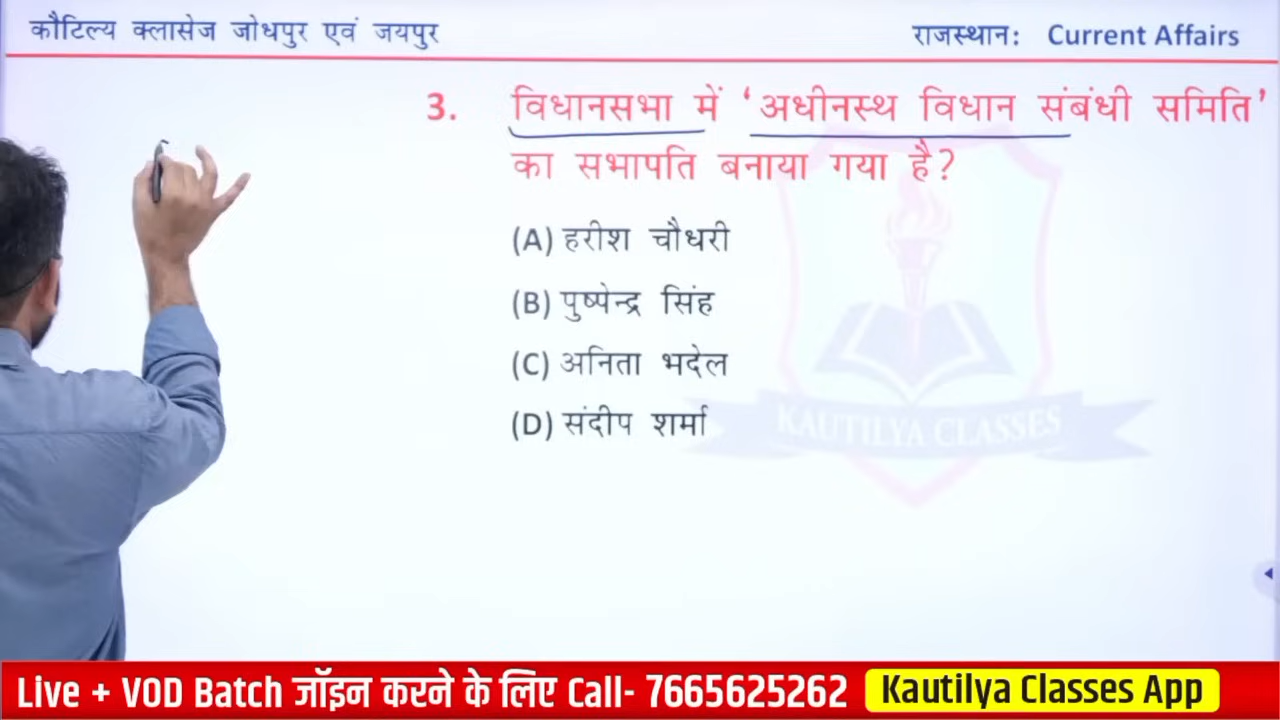 कौटिल्य क्लासेज जोधपुर एवं जयपुर
राजस्थान: Current Affairs
3. विधानसभा में ‘अधीनस्थ विधान संबंधी समिति’
का सभापति बनाया गया है?
(A) हरीश चौधरी
(B) पुष्पेन्द्र सिंह
(C) अनिता भदेल
(D) संदीप शर्मा
KAUTILYA CLASSES
Live + VOD Batch जॉइन करने के लिए Call- 7665625262
Kautilya Classes App